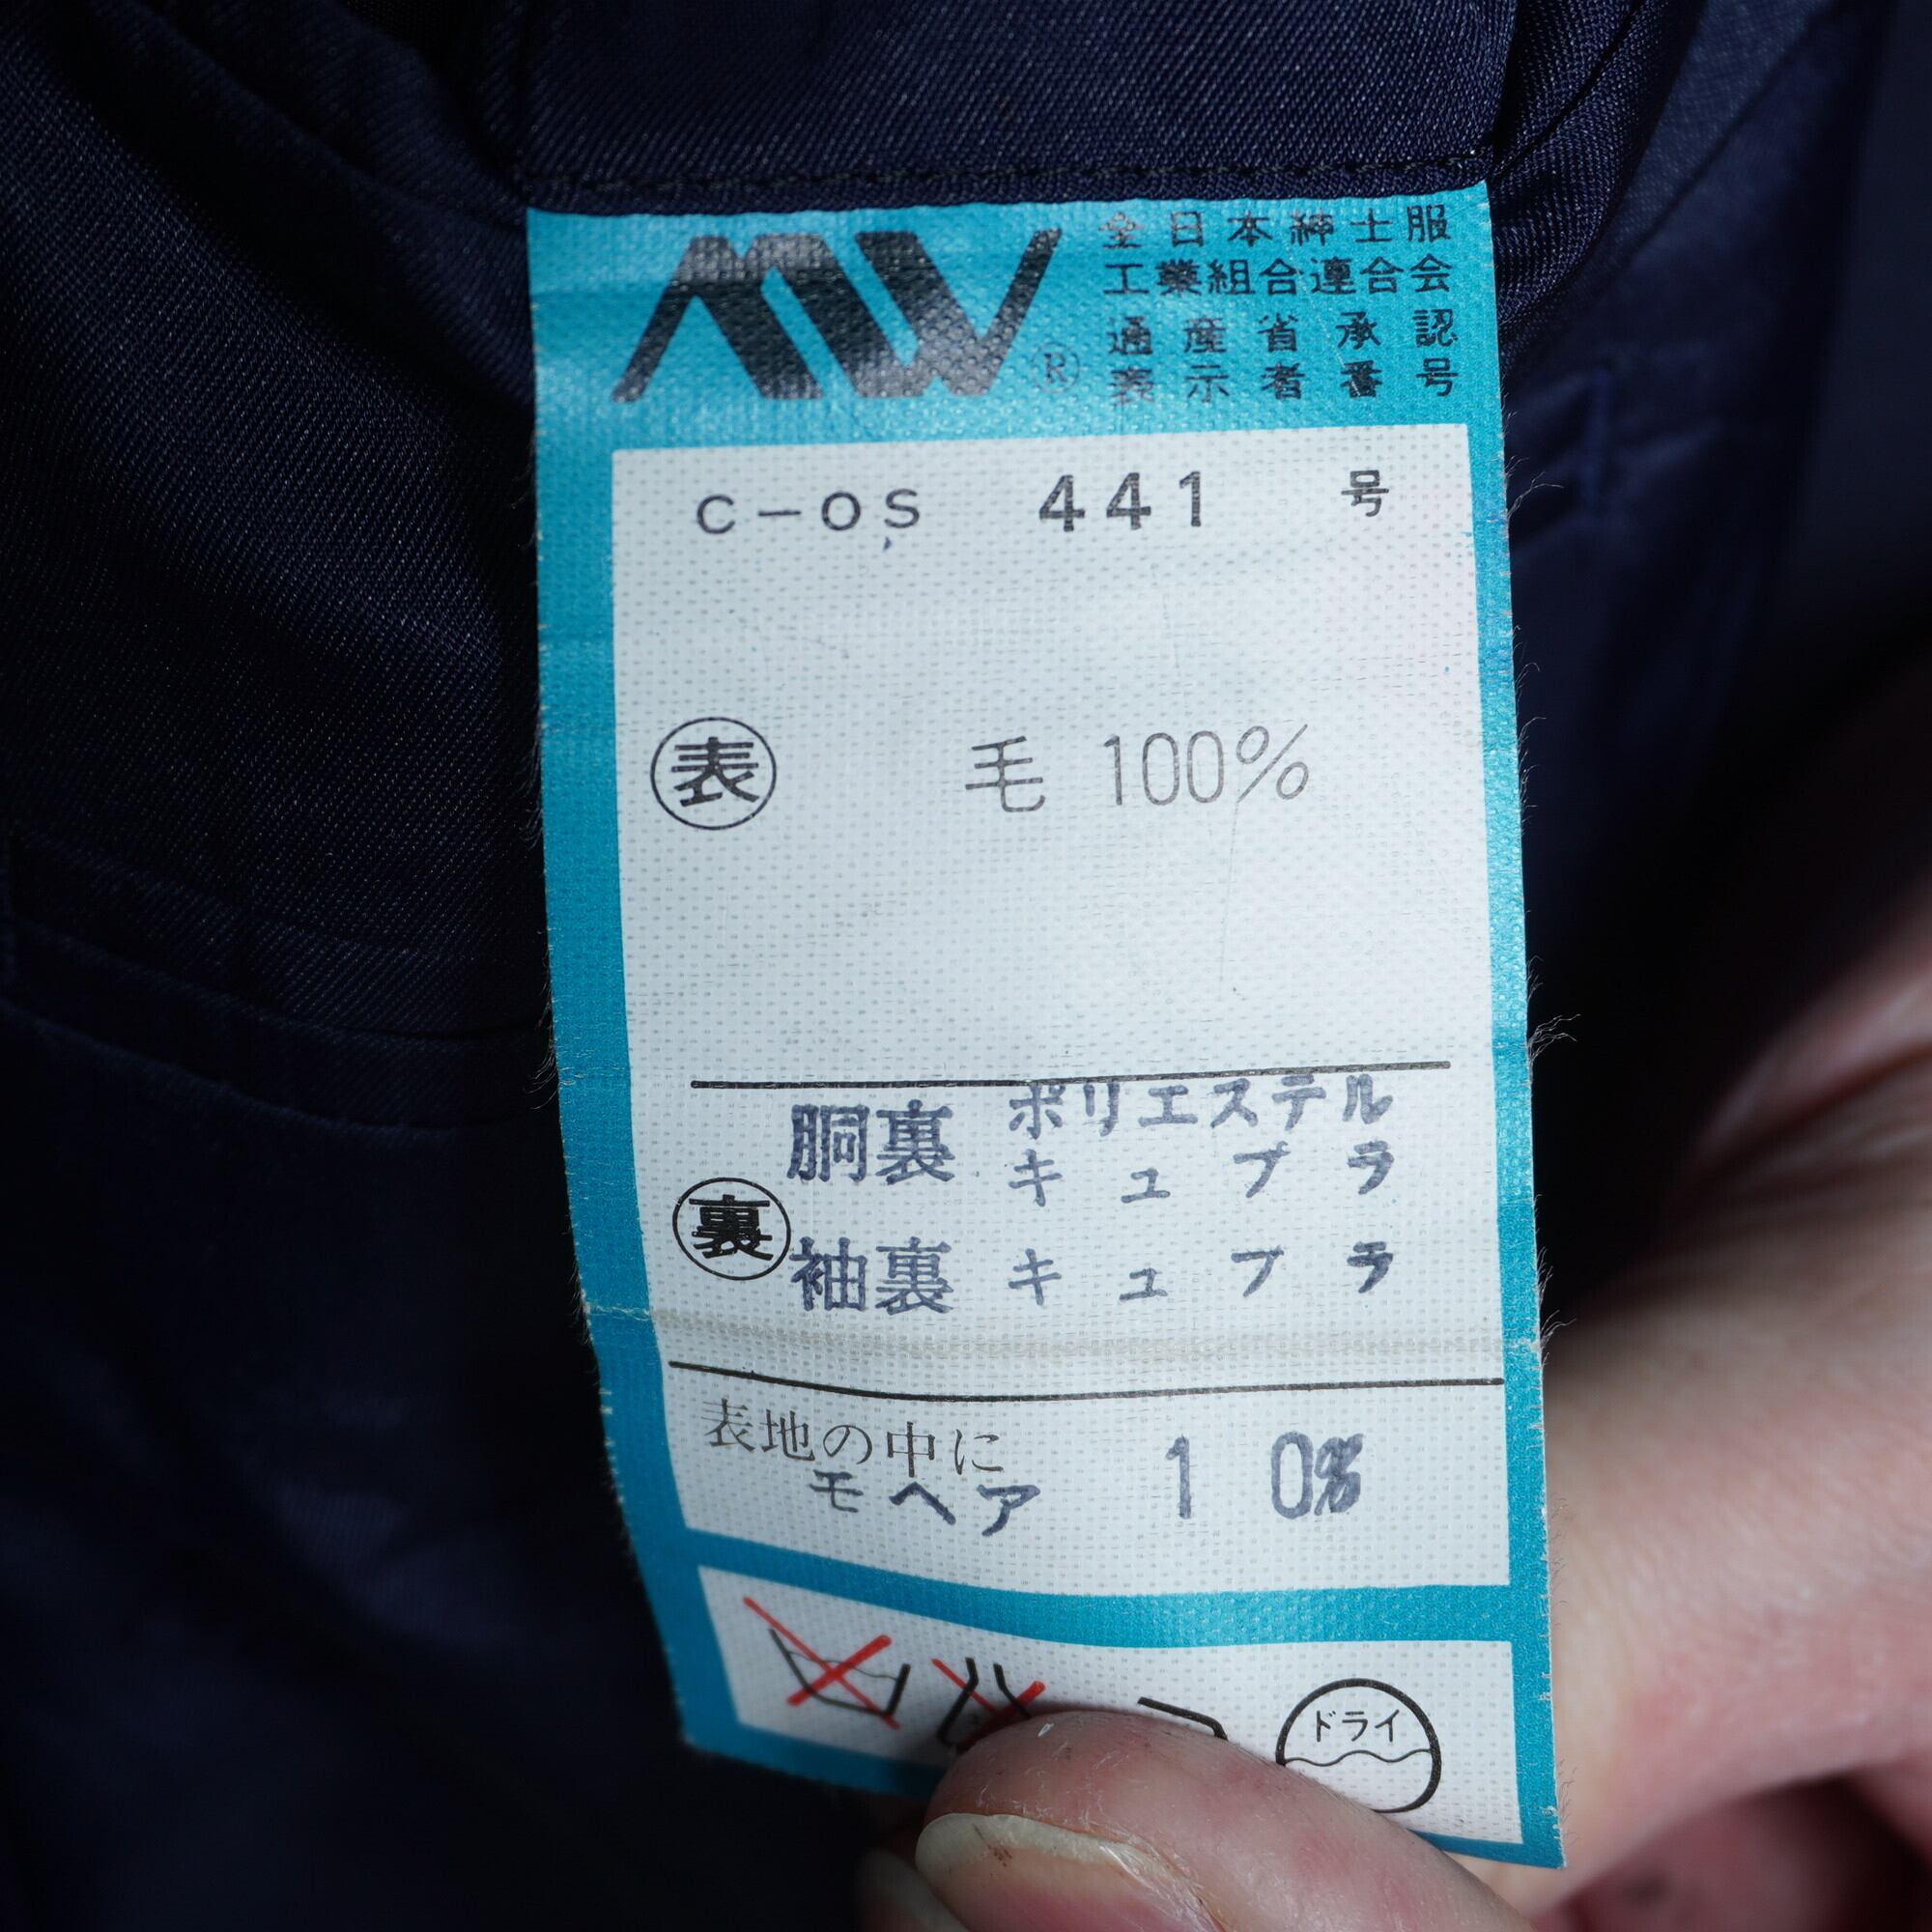 MW®
全日本紳士服
工業組合連合会
通産省承認
表示者番号
C-OS 441 号
表 毛 100%
胴裏 ポリエステル
キュプラ
裏
袖裏 キュプラ
表地の中に
モヘア 10%
ドライ